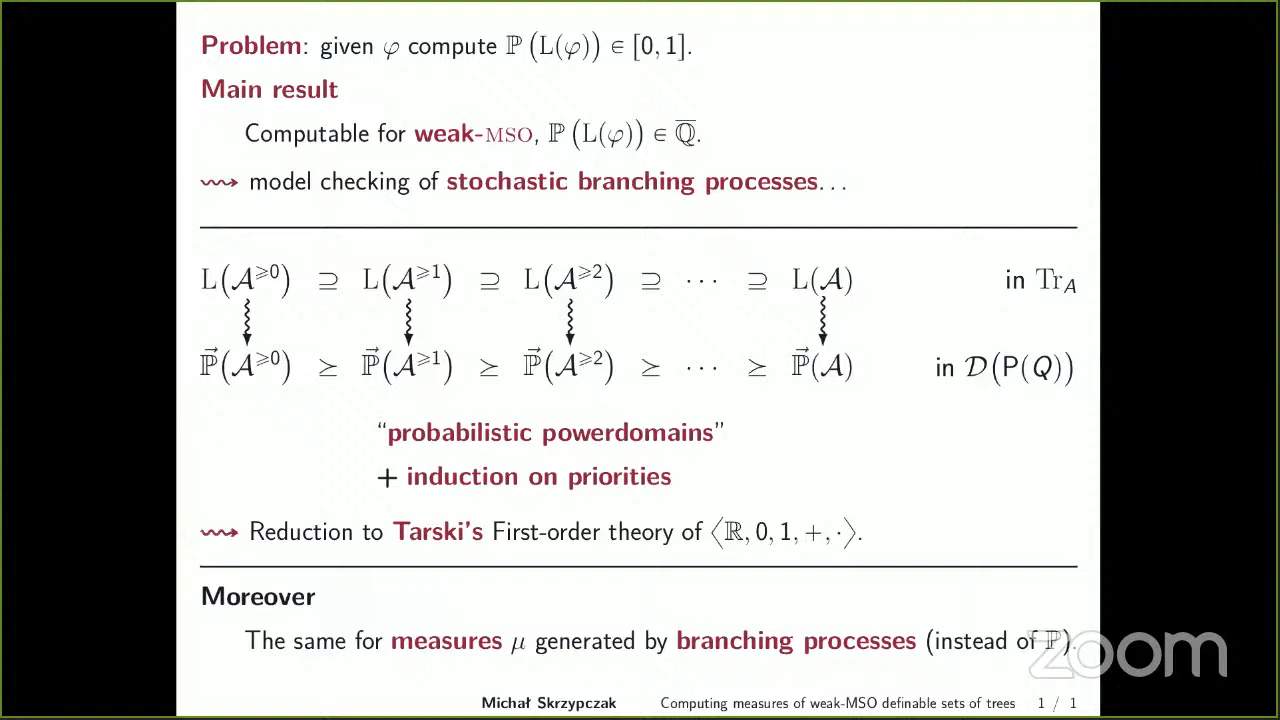 Problem: given φ compute ℙ(L(φ)) ∈ [0, 1].
Main result
Computable for weak-MSO, ℙ(L(φ)) ∈ ℚ̅.
⇝ model checking of stochastic branching processes...
L(𝒜^{⩾0}) ⊇ L(𝒜^{⩾1}) ⊇ L(𝒜^{⩾2}) ⊇ ··· ⊇ L(𝒜) in Tr_A
ℙ⃗(𝒜^{⩾0}) ⪰ ℙ⃗(𝒜^{⩾1}) ⪰ ℙ⃗(𝒜^{⩾2}) ⪰ ··· ⪰ ℙ⃗(𝒜) in 𝒟(P(Q))
“probabilistic powerdomains”
+ induction on priorities
⇝ Reduction to Tarski's First-order theory of ⟨ℝ, 0, 1, +, ·⟩.
Moreover
The same for measures μ generated by branching processes (instead of ℙ).
zoom
Michał Skrzypczak Computing measures of weak-MSO definable sets of trees 1 / 1